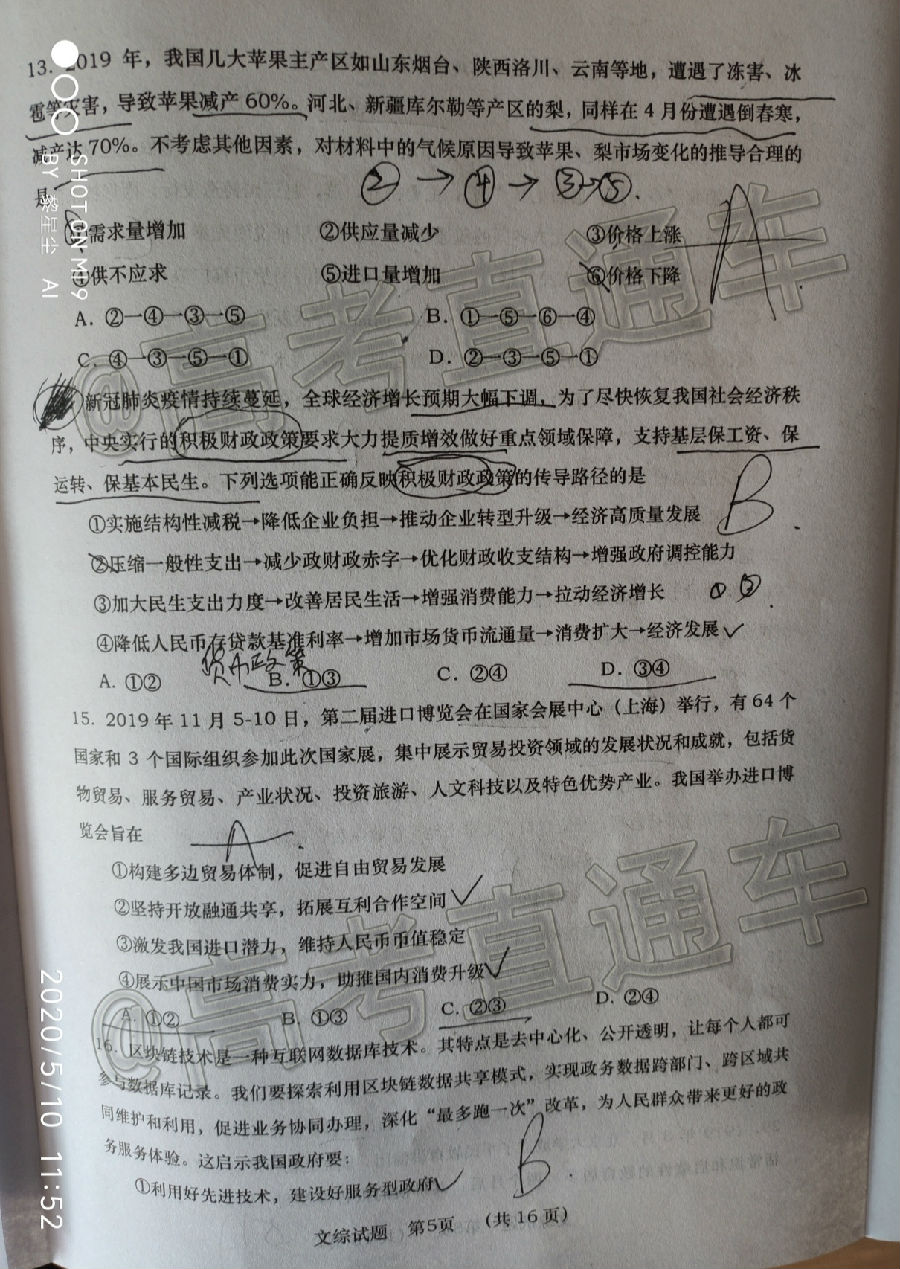 13. 2019 年，我国几大苹果主产区如山东烟台、陕西洛川、云南等地，遭遇了冻害、冰
雹等灾害，导致苹果减产 60%。河北、新疆库尔勒等产区的梨，同样在 4 月份遭遇倒春寒，
减产达 70%。不考虑其他因素，对材料中的气候原因导致苹果、梨市场变化的推导合理的
是
②→④→③→⑤.
A
①需求量增加 ②供应量减少 ③价格上涨
④供不应求 ⑤进口量增加 ⑥价格下降
A. ②—④—③—⑤ B. ①—⑤—⑥—④
C. ④—③—⑤—① D. ②—③—⑤—①
新冠肺炎疫情持续蔓延，全球经济增长预期大幅下调，为了尽快恢复我国社会经济秩
序，中央实行的积极财政政策要求大力提质增效做好重点领域保障，支持基层保工资、保
运转、保基本民生。下列选项能正确反映积极财政政策的传导路径的是
B
①实施结构性减税→降低企业负担→推动企业转型升级→经济高质量发展
②压缩一般性支出→减少政财政赤字→优化财政收支结构→增强政府调控能力
③加大民生支出力度→改善居民生活→增强消费能力→拉动经济增长
④降低人民币存贷款基准利率→增加市场货币流通量→消费扩大→经济发展
货币政策
A. ①② B. ①③ C. ②④ D. ③④
15. 2019 年 11 月 5-10 日，第二届进口博览会在国家会展中心（上海）举行，有 64 个
国家和 3 个国际组织参加此次国家展，集中展示贸易投资领域的发展状况和成就，包括货
物贸易、服务贸易、产业状况、投资旅游、人文科技以及特色优势产业。我国举办进口博
览会旨在
A
①构建多边贸易体制，促进自由贸易发展
②坚持开放融通共享，拓展互利合作空间
③激发我国进口潜力，维持人民币币值稳定
④展示中国市场消费实力，助推国内消费升级
A. ①② B. ①③ C. ②③ D. ②④
16. 区块链技术是一种互联网数据库技术。其特点是去中心化、公开透明，让每个人都可
参与数据库记录。我们要探索利用区块链数据共享模式，实现政务数据跨部门、跨区域共
同维护和利用，促进业务协同办理，深化“最多跑一次”改革，为人民群众带来更好的政
务服务体验。这启示我国政府要：
B
①利用好先进技术，建设好服务型政府
文综试题 第5页 （共 16 页）
@高考直通车
@高考直通车
SHOT ON MI 9
BY 黎星尘 AI
2020/5/10 11:52